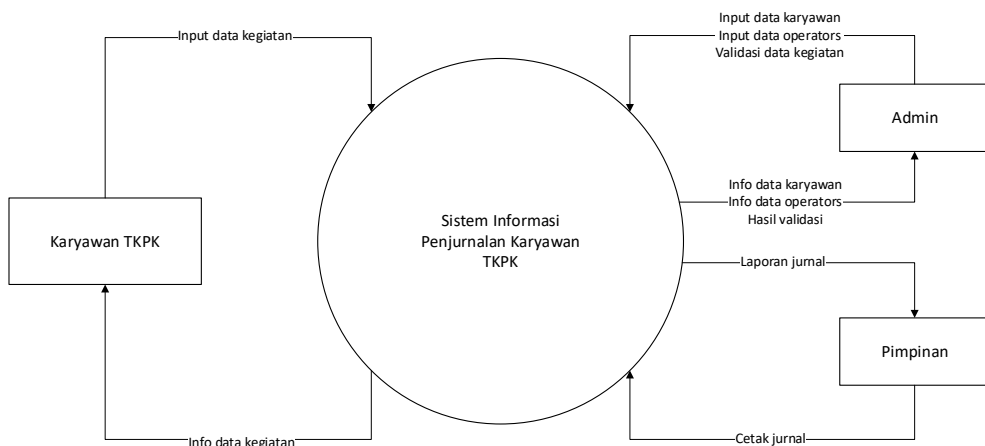 Input data kegiatan
Input data karyawan
Input data operators
Validasi data kegiatan
Admin
Karyawan TKPK
Sistem Informasi
Penjurnalan Karyawan
TKPK
Info data karyawan
Info data operators
Hasil validasi
Laporan jurnal
Pimpinan
Info data kegiatan
Cetak jurnal